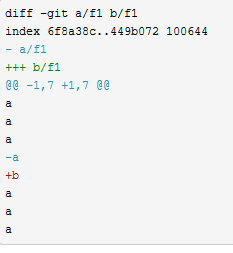 diff –git a/f1 b/f1
index 6f8a38c..449b072 100644
– a/f1
+++ b/f1
@@ -1,7 +1,7 @@
a
a
a
-a
+b
a
a
a